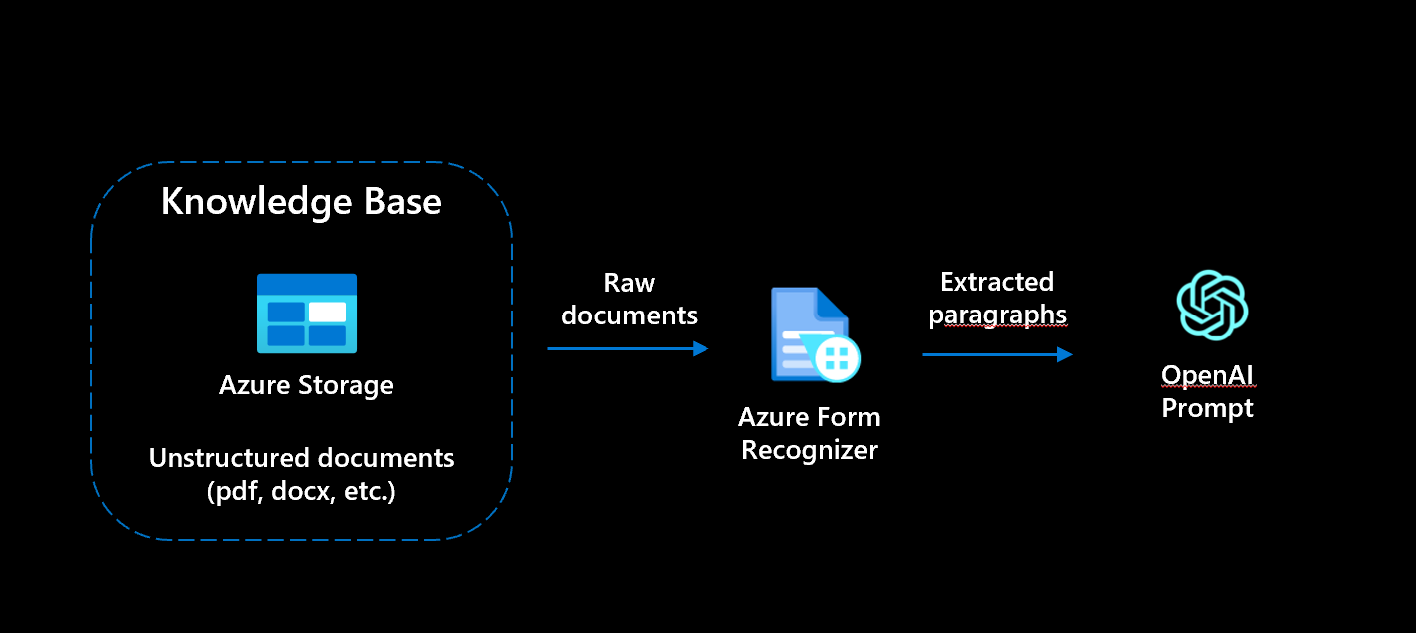 Knowledge Base
Azure Storage
Unstructured documents
(pdf, docx, etc.)
Raw
documents
Azure Form
Recognizer
Extracted
paragraphs
OpenAI
Prompt